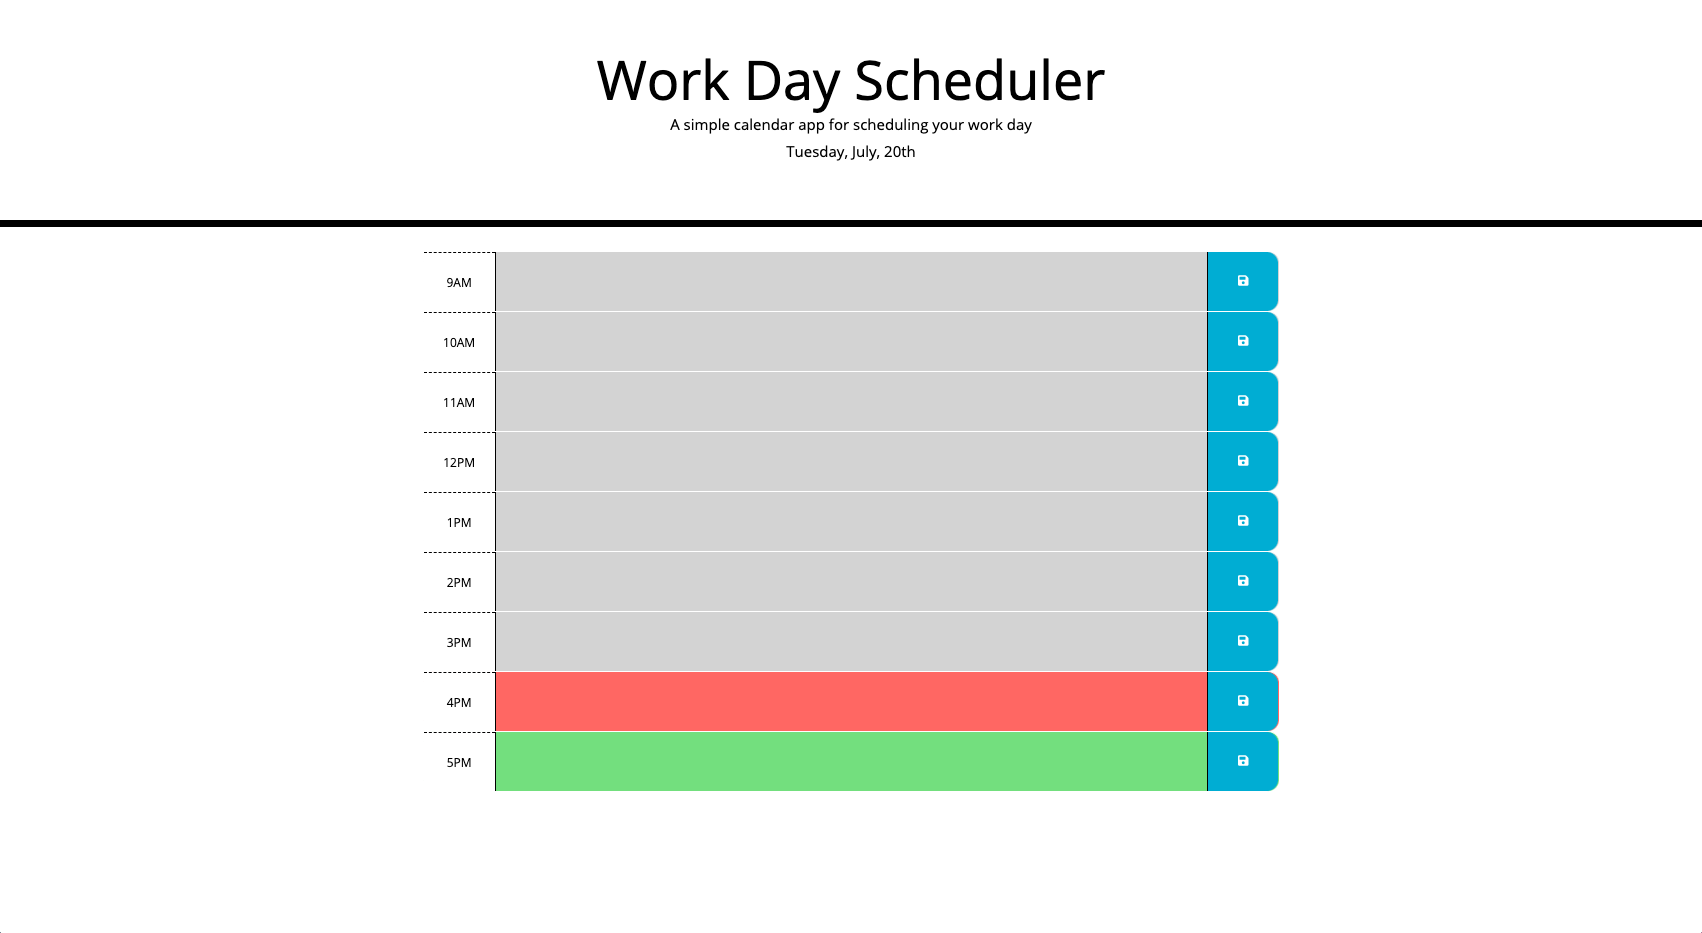 Work Day Scheduler
A simple calendar app for scheduling your work day
Tuesday, July, 20th
9AM
10AM
11AM
12PM
1PM
2PM
3PM
4PM
5PM